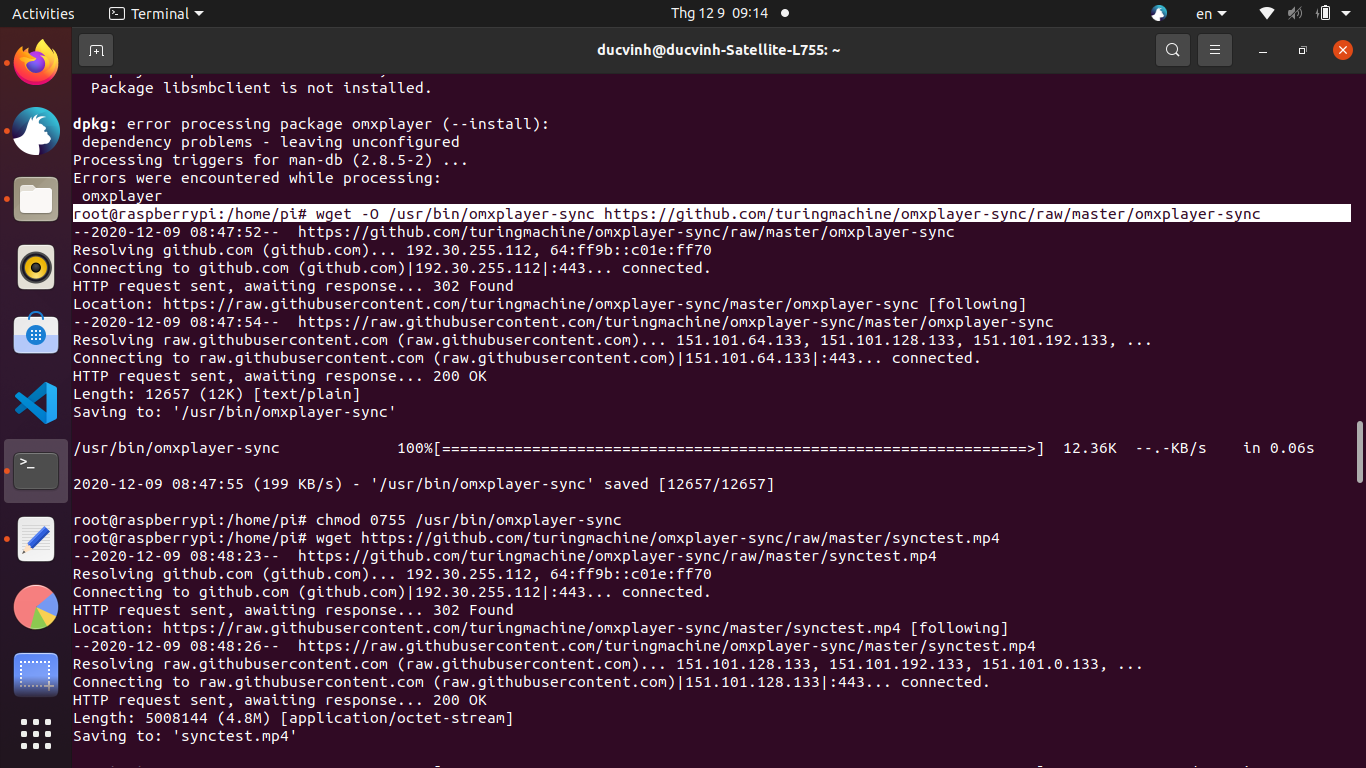 Activities
Terminal
Thg 12 9 09:14
en
ducvinh@ducvinh-Satellite-L755: ~
Package libsmbclient is not installed.
dpkg: error processing package omxplayer (--install):
dependency problems - leaving unconfigured
Processing triggers for man-db (2.8.5-2) ...
Errors were encountered while processing:
omxplayer
root@raspberrypi:/home/pi# wget -O /usr/bin/omxplayer-sync https://github.com/turingmachine/omxplayer-sync/raw/master/omxplayer-sync
--2020-12-09 08:47:52--  https://github.com/turingmachine/omxplayer-sync/raw/master/omxplayer-sync
Resolving github.com (github.com)... 192.30.255.112, 64:ff9b::c01e:ff70
Connecting to github.com (github.com)|192.30.255.112|:443... connected.
HTTP request sent, awaiting response... 302 Found
Location: https://raw.githubusercontent.com/turingmachine/omxplayer-sync/master/omxplayer-sync [following]
--2020-12-09 08:47:54--  https://raw.githubusercontent.com/turingmachine/omxplayer-sync/master/omxplayer-sync
Resolving raw.githubusercontent.com (raw.githubusercontent.com)... 151.101.64.133, 151.101.128.133, 151.101.192.133, ...
Connecting to raw.githubusercontent.com (raw.githubusercontent.com)|151.101.64.133|:443... connected.
HTTP request sent, awaiting response... 200 OK
Length: 12657 (12K) [text/plain]
Saving to: '/usr/bin/omxplayer-sync'
/usr/bin/omxplayer-sync             100%[=================================================================>]  12.36K  --.-KB/s    in 0.06s
2020-12-09 08:47:55 (199 KB/s) - '/usr/bin/omxplayer-sync' saved [12657/12657]
root@raspberrypi:/home/pi# chmod 0755 /usr/bin/omxplayer-sync
root@raspberrypi:/home/pi# wget https://github.com/turingmachine/omxplayer-sync/raw/master/synctest.mp4
--2020-12-09 08:48:23--  https://github.com/turingmachine/omxplayer-sync/raw/master/synctest.mp4
Resolving github.com (github.com)... 192.30.255.112, 64:ff9b::c01e:ff70
Connecting to github.com (github.com)|192.30.255.112|:443... connected.
HTTP request sent, awaiting response... 302 Found
Location: https://raw.githubusercontent.com/turingmachine/omxplayer-sync/master/synctest.mp4 [following]
--2020-12-09 08:48:26--  https://raw.githubusercontent.com/turingmachine/omxplayer-sync/master/synctest.mp4
Resolving raw.githubusercontent.com (raw.githubusercontent.com)... 151.101.128.133, 151.101.192.133, 151.101.0.133, ...
Connecting to raw.githubusercontent.com (raw.githubusercontent.com)|151.101.128.133|:443... connected.
HTTP request sent, awaiting response... 200 OK
Length: 5008144 (4.8M) [application/octet-stream]
Saving to: 'synctest.mp4'